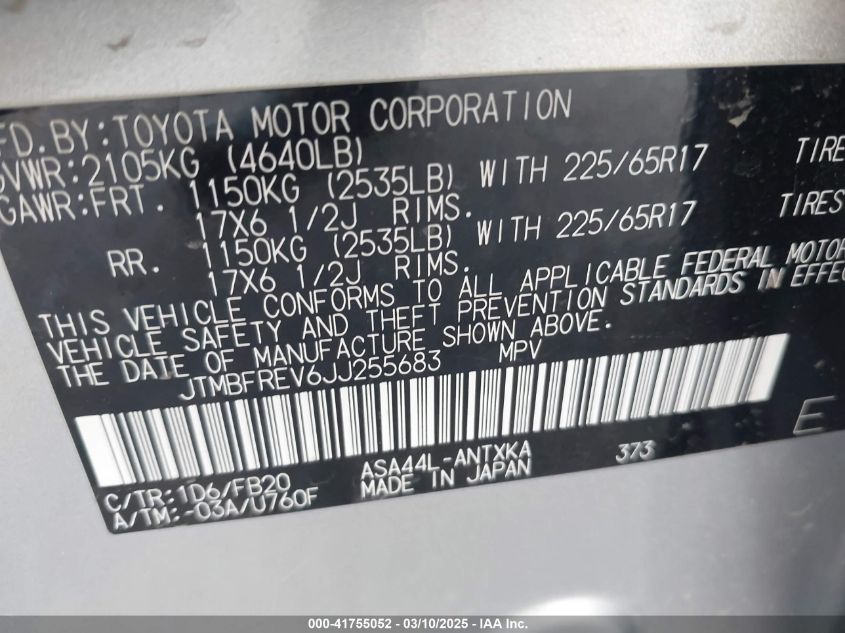 FD. BY: TOYOTA MOTOR CORPORATION
GVWR: 2105KG (4640LB)
GAWR: FRT. 1150KG (2535LB) WITH 225/65R17 TIRE
17X6 1/2J RIMS.
RR. 1150KG (2535LB) WITH 225/65R17 TIRES
17X6 1/2J RIMS.
THIS VEHICLE CONFORMS TO ALL APPLICABLE FEDERAL MOTOR
VEHICLE SAFETY AND THEFT PREVENTION STANDARDS IN EFFEC
THE DATE OF MANUFACTURE SHOWN ABOVE.
JTMBFREV6JJ255683 MPV
E
C/TR: 1D6/FB20 ASA44L-ANTXKA 373
A/TM: -03A/U760F MADE IN JAPAN
000-41755052 - 03/10/2025 - IAA Inc.